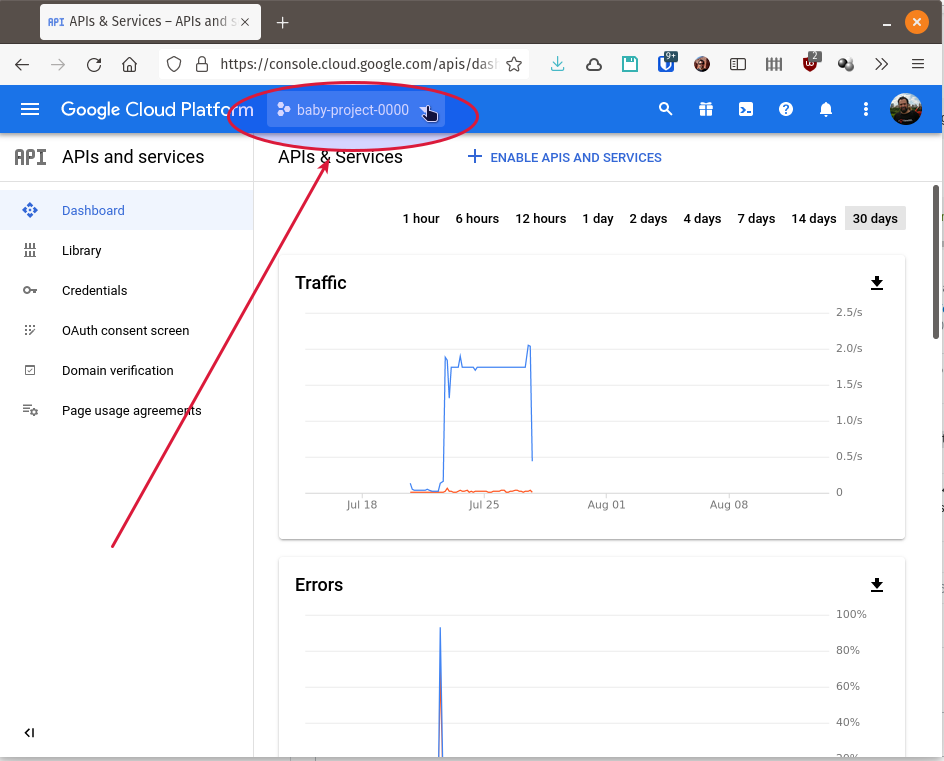 API APIs & Services – APIs and s
https://console.cloud.google.com/apis/das
9+
2
Google Cloud Platform
baby-project-0000
API APIs and services
APIs & Services
ENABLE APIS AND SERVICES
Dashboard
Library
Credentials
OAuth consent screen
Domain verification
Page usage agreements
1 hour 6 hours 12 hours 1 day 2 days 4 days 7 days 14 days 30 days
Traffic
2.5/s
2.0/s
1.5/s
1.0/s
0.5/s
0
Jul 18 Jul 25 Aug 01 Aug 08
Errors
100%
80%
60%
40%
20%